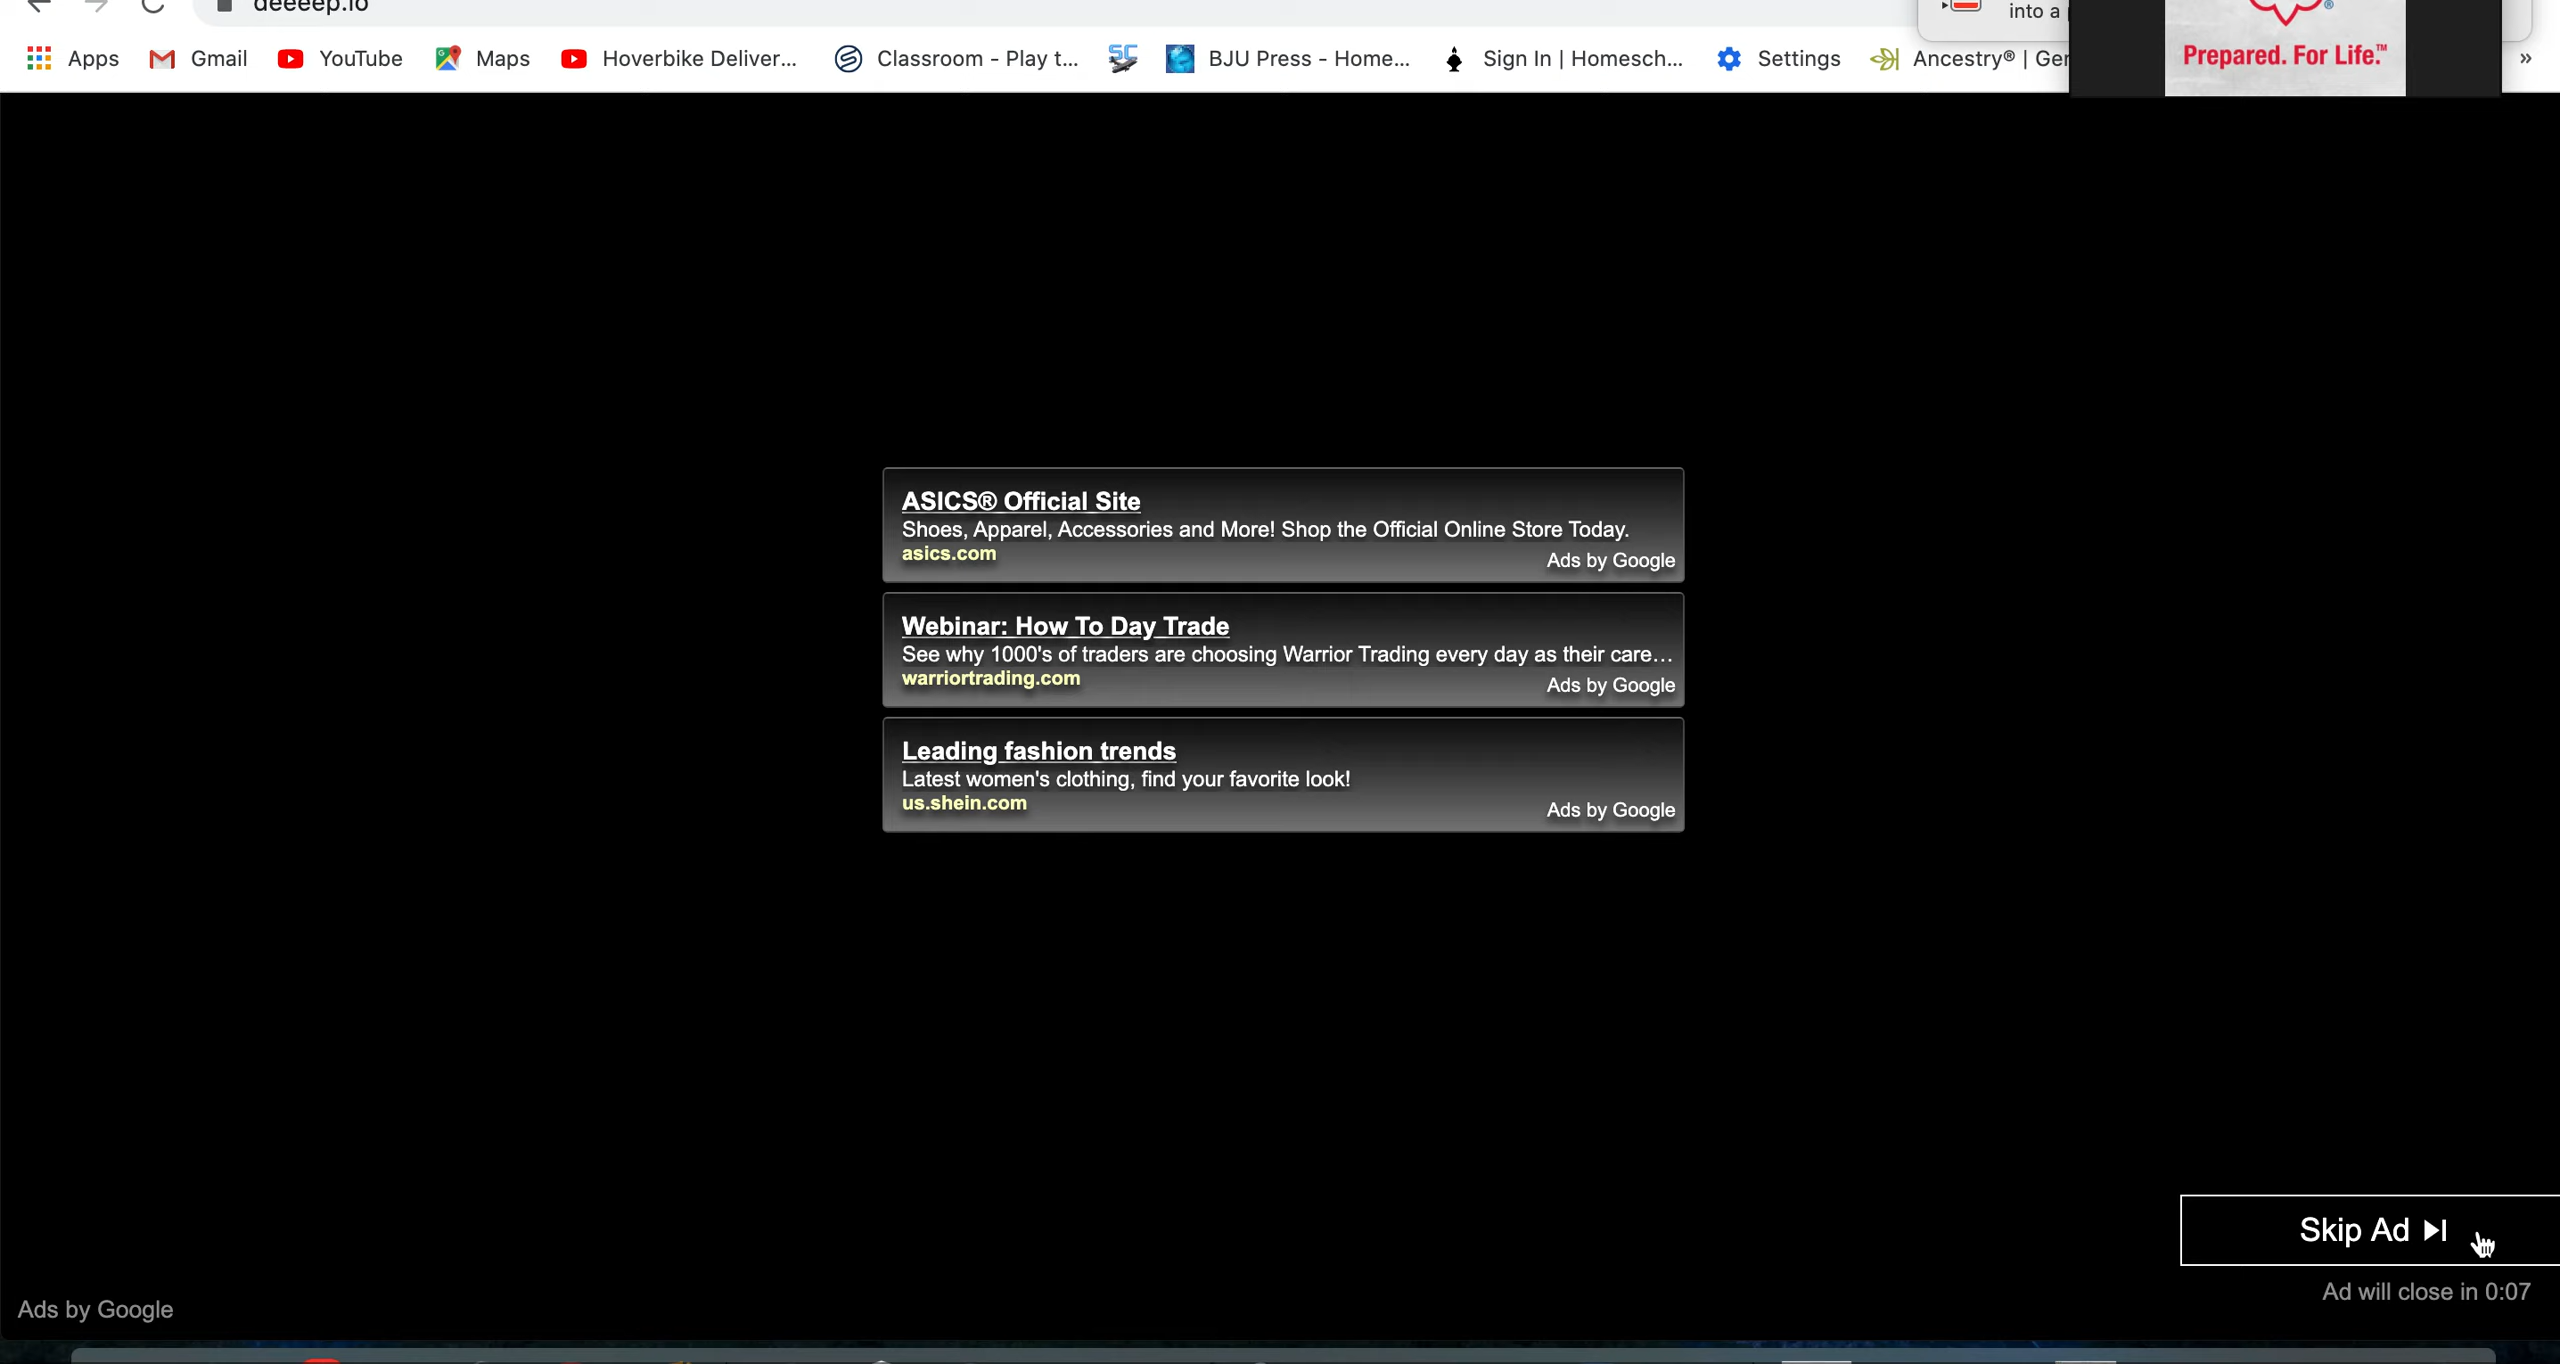 deeeep.io
into a
Prepared. For Life.™
Apps Gmail YouTube Maps Hoverbike Deliver... Classroom - Play t... SC BJU Press - Home... Sign In | Homesch... Settings Ancestry® | Ger »
ASICS® Official Site
Shoes, Apparel, Accessories and More! Shop the Official Online Store Today.
asics.com
Ads by Google
Webinar: How To Day Trade
See why 1000's of traders are choosing Warrior Trading every day as their care...
warriortrading.com
Ads by Google
Leading fashion trends
Latest women's clothing, find your favorite look!
us.shein.com
Ads by Google
Skip Ad
Ad will close in 0:07
Ads by Google